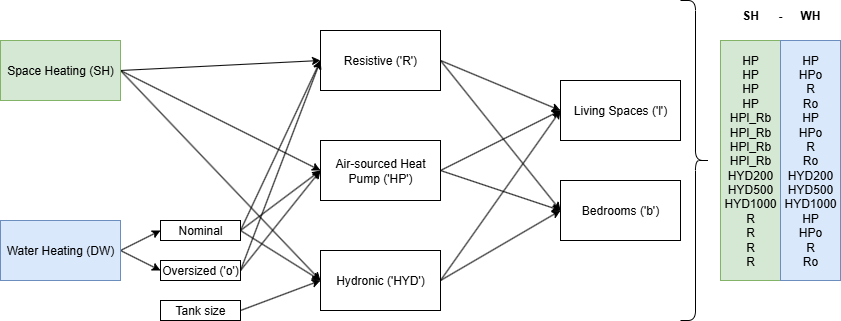 SH - WH
Space Heating (SH)
Water Heating (DW)
Nominal
Oversized ('o')
Tank size
Resistive ('R')
Air-sourced Heat
Pump ('HP')
Hydronic ('HYD')
Living Spaces ('l')
Bedrooms ('b')
HP HP
HP HPo
HP R
HP Ro
HPl_Rb HP
HPl_Rb HPo
HPl_Rb R
HPl_Rb Ro
HYD200 HYD200
HYD500 HYD500
HYD1000 HYD1000
R HP
R HPo
R R
R Ro